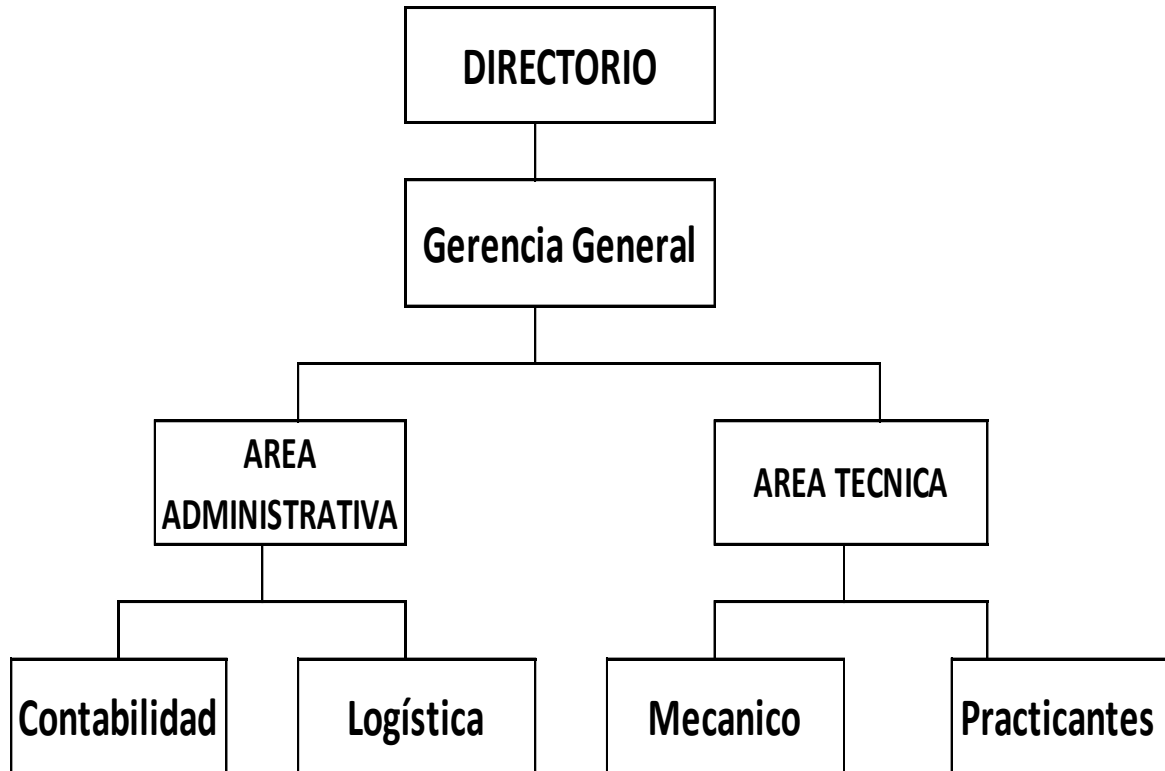 DIRECTORIO
Gerencia General
AREA
ADMINISTRATIVA
AREA TECNICA
Contabilidad
Logística
Mecanico
Practicantes